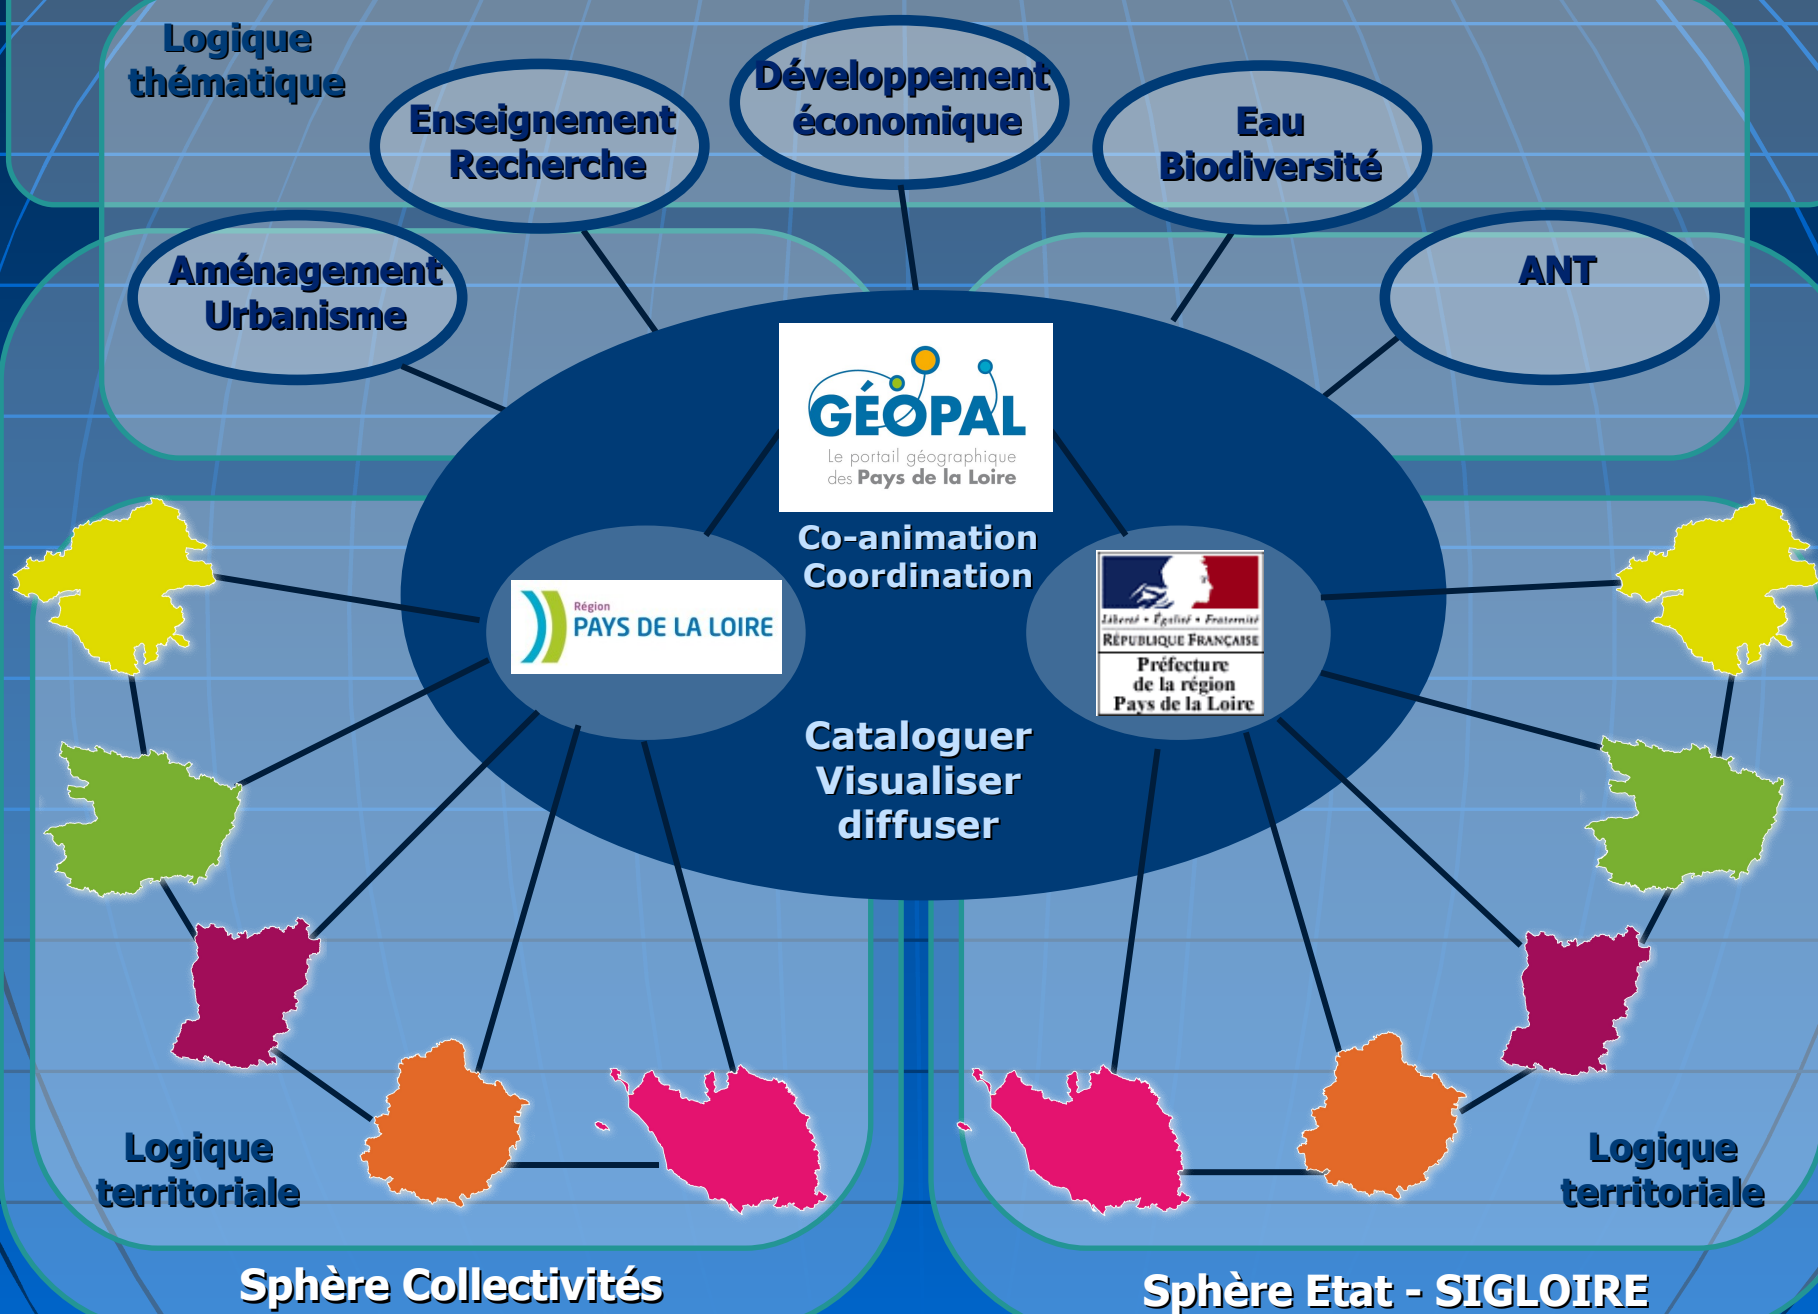 Logique
thématique
Enseignement
Recherche
Développement
économique
Eau
Biodiversité
Aménagement
Urbanisme
ANT
GÉOPAL
Le portail géographique
des Pays de la Loire
Co-animation
Coordination
Région
PAYS DE LA LOIRE
Liberté • Égalité • Fraternité
RÉPUBLIQUE FRANÇAISE
Préfecture
de la région
Pays de la Loire
Cataloguer
Visualiser
diffuser
Logique
territoriale
Logique
territoriale
Sphère Collectivités
Sphère Etat - SIGLOIRE